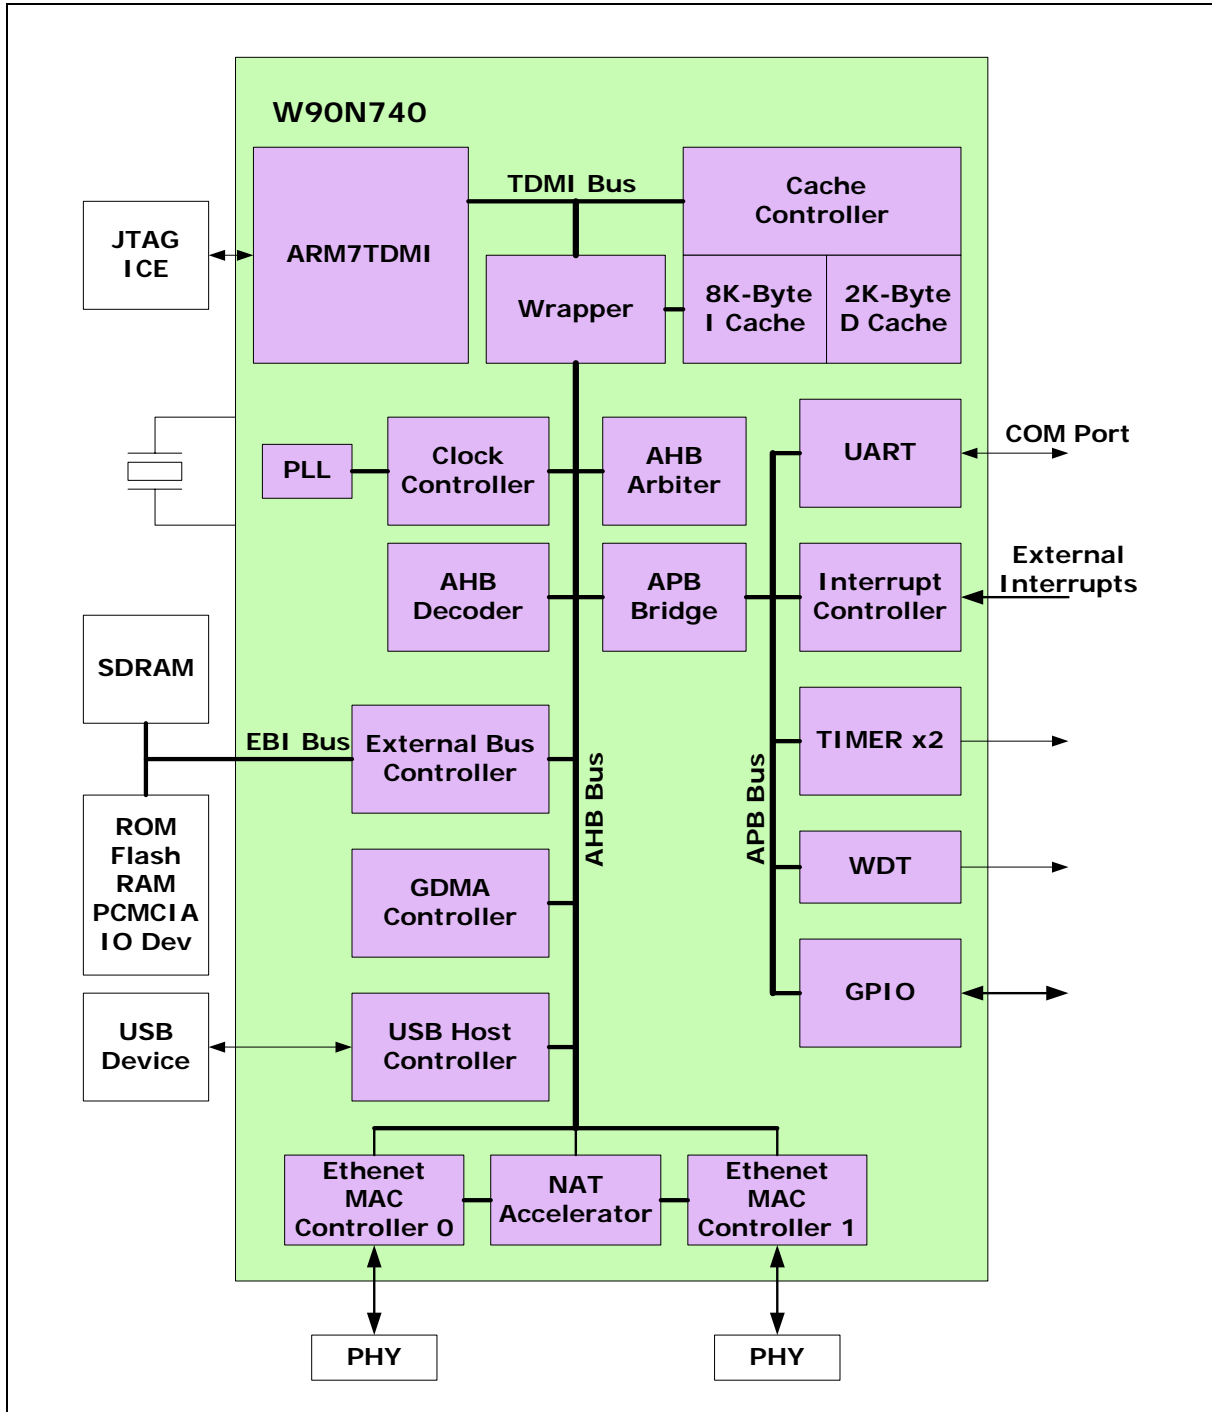 W90N740
TDMI Bus
Cache
Controller
JTAG
ICE
ARM7TDMI
Wrapper
8K-Byte
I Cache
2K-Byte
D Cache
PLL
Clock
Controller
AHB
Arbiter
UART
COM Port
AHB
Decoder
APB
Bridge
Interrupt
Controller
External
Interrupts
SDRAM
EBI Bus
External Bus
Controller
AHB Bus
APB Bus
TIMER x2
ROM
Flash
RAM
PCMCIA
IO Dev
GDMA
Controller
WDT
GPIO
USB
Device
USB Host
Controller
Ethenet
MAC
Controller 0
NAT
Accelerator
Ethenet
MAC
Controller 1
PHY
PHY